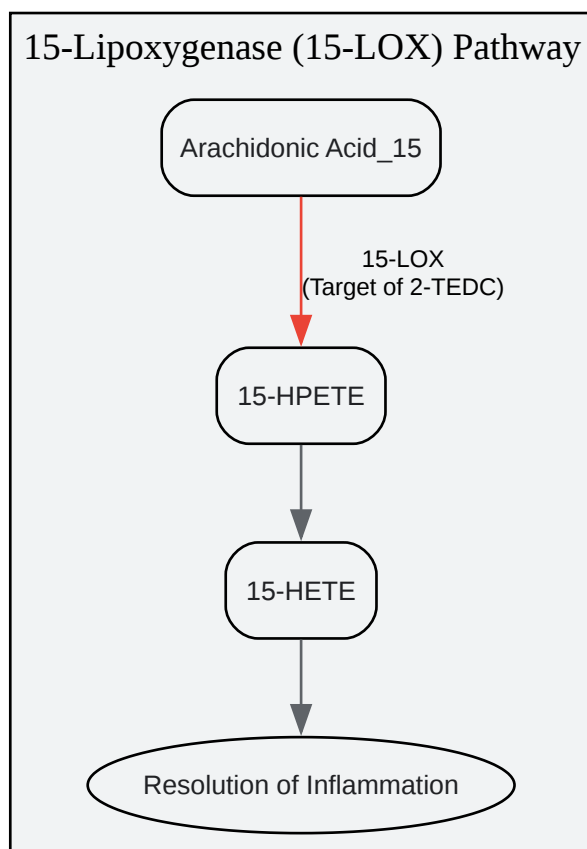 15-Lipoxygenase (15-LOX) Pathway
Arachidonic Acid_15
15-LOX
(Target of 2-TEDC)
15-HPETE
15-HETE
Resolution of Inflammation